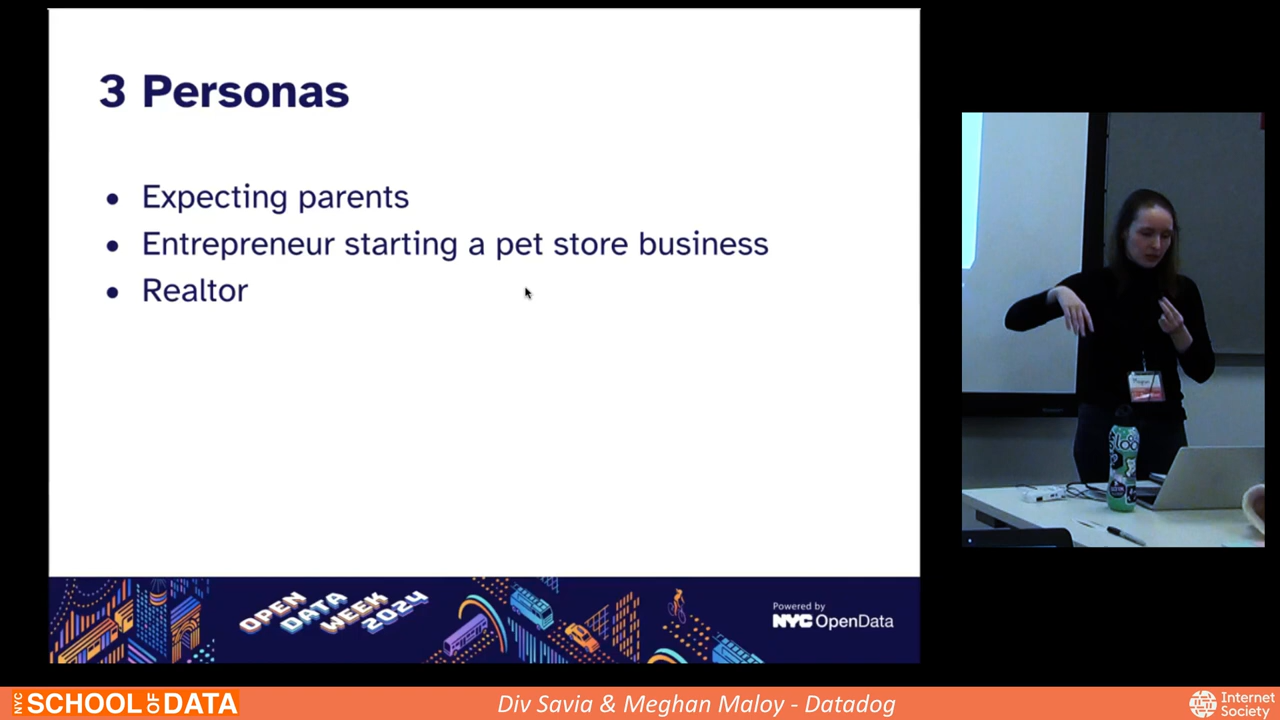 3 Personas
Expecting parents
Entrepreneur starting a pet store business
Realtor
OPEN
DATA
WEEK
2024
Powered by
NYC OpenData
NYC SCHOOL OF DATA
Div Savia & Meghan Maloy - Datadog
Internet
Society